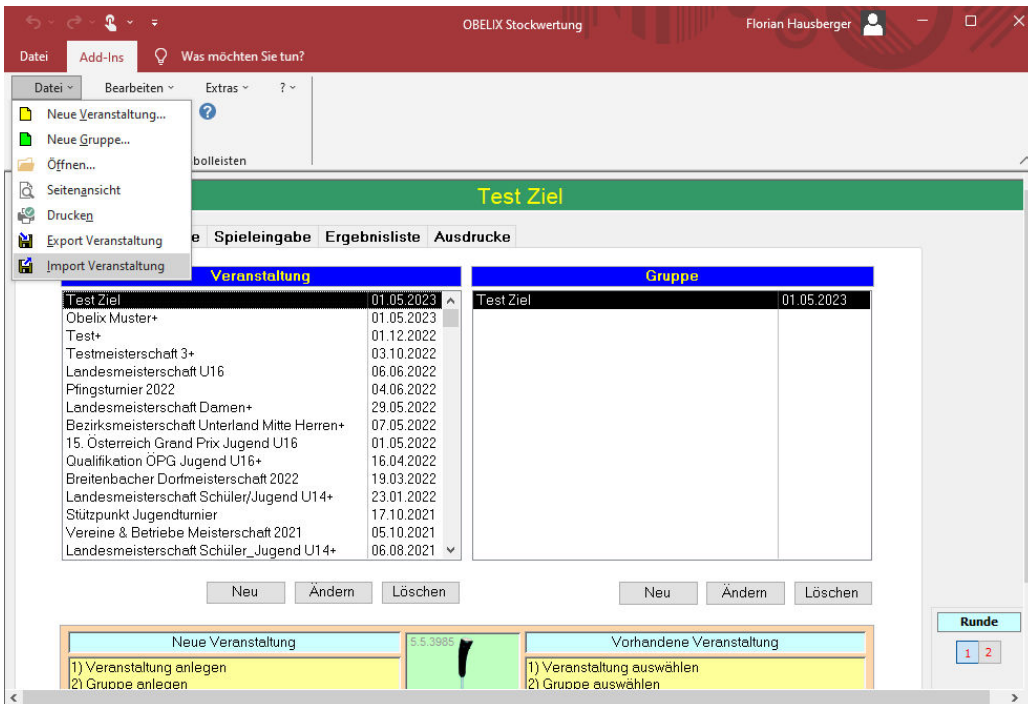 OBELIX Stockwertung
Florian Hausberger
Datei Add-Ins Was möchten Sie tun?
Datei Bearbeiten Extras ?
Neue Veranstaltung...
Neue Gruppe...
bolleisten
Öffnen...
Seitenansicht
Drucken
Export Veranstaltung
Import Veranstaltung
Test Ziel
e Spieleingabe Ergebnisliste Ausdrucke
Veranstaltung
Test Ziel 01.05.2023
Obelix Muster+ 01.05.2023
Test+ 01.12.2022
Testmeisterschaft 3+ 03.10.2022
Landesmeisterschaft U16 06.06.2022
Pfingsturnier 2022 04.06.2022
Landesmeisterschaft Damen+ 29.05.2022
Bezirksmeisterschaft Unterland Mitte Herren+ 07.05.2022
15. Österreich Grand Prix Jugend U16 01.05.2022
Qualifikation ÖPG Jugend U16+ 16.04.2022
Breitenbacher Dorfmeisterschaft 2022 19.03.2022
Landesmeisterschaft Schüler/Jugend U14+ 23.01.2022
Stützpunkt Jugendturnier 17.10.2021
Vereine & Betriebe Meisterschaft 2021 05.10.2021
Landesmeisterschaft Schüler_Jugend U14+ 06.08.2021
Neu Ändern Löschen
Gruppe
Test Ziel 01.05.2023
Neu Ändern Löschen
Neue Veranstaltung
1) Veranstaltung anlegen
2) Gruppe anlegen
5.5.3985
Vorhandene Veranstaltung
1) Veranstaltung auswählen
2) Gruppe auswählen
Runde
1 2